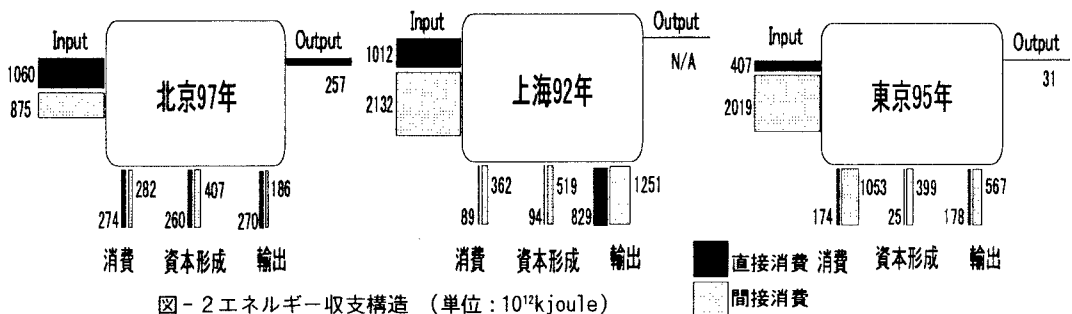 Input
1060
875
北京97年
Output
257
274
282
260
407
270
186
消費
資本形成
輸出
Input
1012
2132
上海92年
Output
N/A
89
362
94
519
829
1251
消費
資本形成
輸出
Input
407
2019
東京95年
Output
31
174
1053
25
399
178
567
消費
資本形成
輸出
直接消費
間接消費
図-2エネルギー収支構造 (単位:10¹²kjoule)